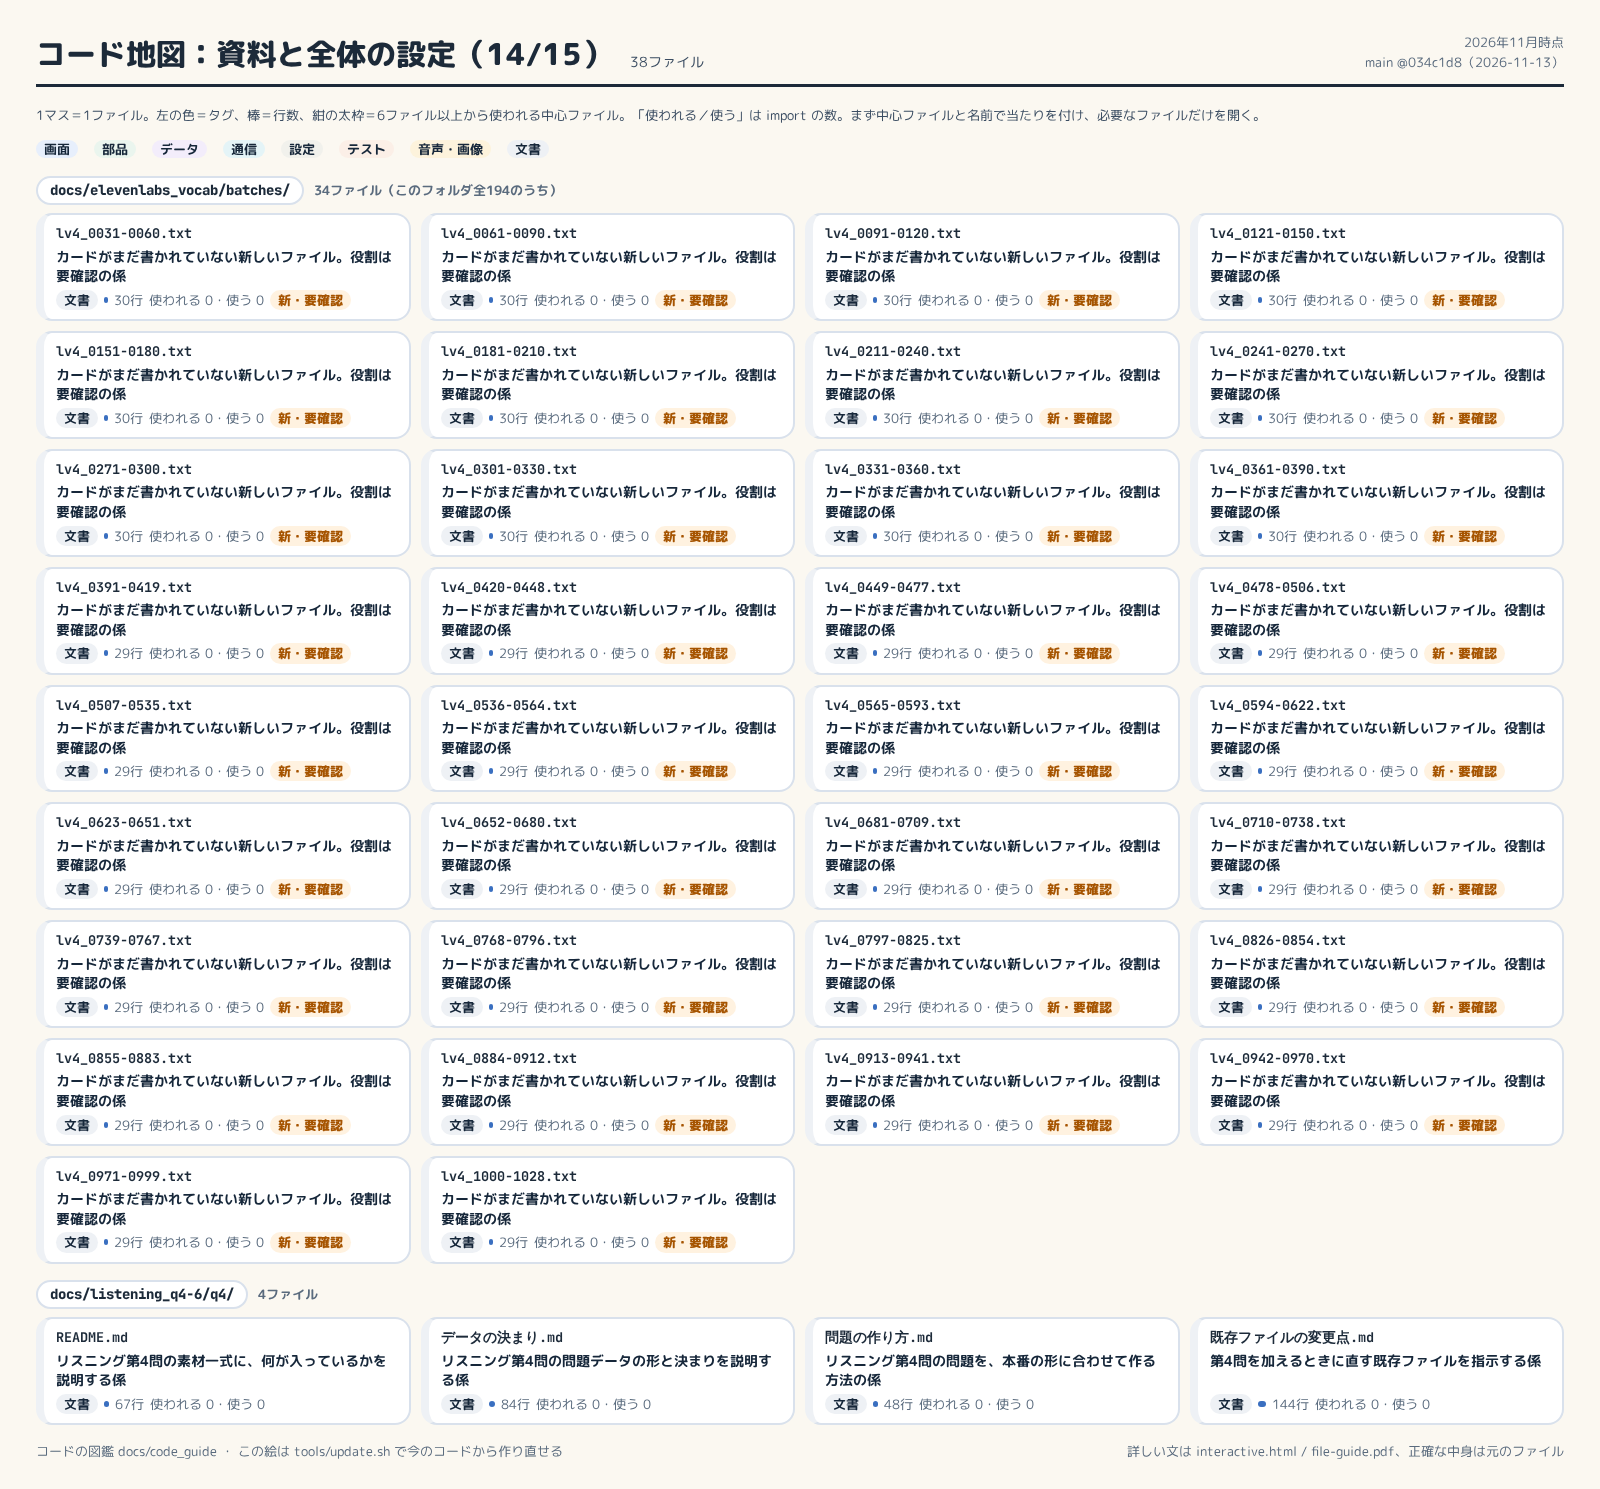 コード地図：資料と全体の設定（14/15） 38ファイル
2026年11月時点
main @034c1d8（2026-11-13）
1マス＝1ファイル。左の色＝タグ、棒＝行数、紺の太枠＝6ファイル以上から使われる中心ファイル。「使われる／使う」は import の数。まず中心ファイルと名前で当たりを付け、必要なファイルだけを開く。
画面 部品 データ 通信 設定 テスト 音声・画像 文書
docs/elevenlabs_vocab/batches/ 34ファイル（このフォルダ全194のうち）
lv4_0031-0060.txt
カードがまだ書かれていない新しいファイル。役割は
要確認の係
文書 30行 使われる 0 · 使う 0 新・要確認
lv4_0061-0090.txt
カードがまだ書かれていない新しいファイル。役割は
要確認の係
文書 30行 使われる 0 · 使う 0 新・要確認
lv4_0091-0120.txt
カードがまだ書かれていない新しいファイル。役割は
要確認の係
文書 30行 使われる 0 · 使う 0 新・要確認
lv4_0121-0150.txt
カードがまだ書かれていない新しいファイル。役割は
要確認の係
文書 30行 使われる 0 · 使う 0 新・要確認
lv4_0151-0180.txt
カードがまだ書かれていない新しいファイル。役割は
要確認の係
文書 30行 使われる 0 · 使う 0 新・要確認
lv4_0181-0210.txt
カードがまだ書かれていない新しいファイル。役割は
要確認の係
文書 30行 使われる 0 · 使う 0 新・要確認
lv4_0211-0240.txt
カードがまだ書かれていない新しいファイル。役割は
要確認の係
文書 30行 使われる 0 · 使う 0 新・要確認
lv4_0241-0270.txt
カードがまだ書かれていない新しいファイル。役割は
要確認の係
文書 30行 使われる 0 · 使う 0 新・要確認
lv4_0271-0300.txt
カードがまだ書かれていない新しいファイル。役割は
要確認の係
文書 30行 使われる 0 · 使う 0 新・要確認
lv4_0301-0330.txt
カードがまだ書かれていない新しいファイル。役割は
要確認の係
文書 30行 使われる 0 · 使う 0 新・要確認
lv4_0331-0360.txt
カードがまだ書かれていない新しいファイル。役割は
要確認の係
文書 30行 使われる 0 · 使う 0 新・要確認
lv4_0361-0390.txt
カードがまだ書かれていない新しいファイル。役割は
要確認の係
文書 30行 使われる 0 · 使う 0 新・要確認
lv4_0391-0419.txt
カードがまだ書かれていない新しいファイル。役割は
要確認の係
文書 29行 使われる 0 · 使う 0 新・要確認
lv4_0420-0448.txt
カードがまだ書かれていない新しいファイル。役割は
要確認の係
文書 29行 使われる 0 · 使う 0 新・要確認
lv4_0449-0477.txt
カードがまだ書かれていない新しいファイル。役割は
要確認の係
文書 29行 使われる 0 · 使う 0 新・要確認
lv4_0478-0506.txt
カードがまだ書かれていない新しいファイル。役割は
要確認の係
文書 29行 使われる 0 · 使う 0 新・要確認
lv4_0507-0535.txt
カードがまだ書かれていない新しいファイル。役割は
要確認の係
文書 29行 使われる 0 · 使う 0 新・要確認
lv4_0536-0564.txt
カードがまだ書かれていない新しいファイル。役割は
要確認の係
文書 29行 使われる 0 · 使う 0 新・要確認
lv4_0565-0593.txt
カードがまだ書かれていない新しいファイル。役割は
要確認の係
文書 29行 使われる 0 · 使う 0 新・要確認
lv4_0594-0622.txt
カードがまだ書かれていない新しいファイル。役割は
要確認の係
文書 29行 使われる 0 · 使う 0 新・要確認
lv4_0623-0651.txt
カードがまだ書かれていない新しいファイル。役割は
要確認の係
文書 29行 使われる 0 · 使う 0 新・要確認
lv4_0652-0680.txt
カードがまだ書かれていない新しいファイル。役割は
要確認の係
文書 29行 使われる 0 · 使う 0 新・要確認
lv4_0681-0709.txt
カードがまだ書かれていない新しいファイル。役割は
要確認の係
文書 29行 使われる 0 · 使う 0 新・要確認
lv4_0710-0738.txt
カードがまだ書かれていない新しいファイル。役割は
要確認の係
文書 29行 使われる 0 · 使う 0 新・要確認
lv4_0739-0767.txt
カードがまだ書かれていない新しいファイル。役割は
要確認の係
文書 29行 使われる 0 · 使う 0 新・要確認
lv4_0768-0796.txt
カードがまだ書かれていない新しいファイル。役割は
要確認の係
文書 29行 使われる 0 · 使う 0 新・要確認
lv4_0797-0825.txt
カードがまだ書かれていない新しいファイル。役割は
要確認の係
文書 29行 使われる 0 · 使う 0 新・要確認
lv4_0826-0854.txt
カードがまだ書かれていない新しいファイル。役割は
要確認の係
文書 29行 使われる 0 · 使う 0 新・要確認
lv4_0855-0883.txt
カードがまだ書かれていない新しいファイル。役割は
要確認の係
文書 29行 使われる 0 · 使う 0 新・要確認
lv4_0884-0912.txt
カードがまだ書かれていない新しいファイル。役割は
要確認の係
文書 29行 使われる 0 · 使う 0 新・要確認
lv4_0913-0941.txt
カードがまだ書かれていない新しいファイル。役割は
要確認の係
文書 29行 使われる 0 · 使う 0 新・要確認
lv4_0942-0970.txt
カードがまだ書かれていない新しいファイル。役割は
要確認の係
文書 29行 使われる 0 · 使う 0 新・要確認
lv4_0971-0999.txt
カードがまだ書かれていない新しいファイル。役割は
要確認の係
文書 29行 使われる 0 · 使う 0 新・要確認
lv4_1000-1028.txt
カードがまだ書かれていない新しいファイル。役割は
要確認の係
文書 29行 使われる 0 · 使う 0 新・要確認
docs/listening_q4-6/q4/ 4ファイル
README.md
リスニング第4問の素材一式に、何が入っているかを
説明する係
文書 67行 使われる 0 · 使う 0
データの決まり.md
リスニング第4問の問題データの形と決まりを説明す
る係
文書 84行 使われる 0 · 使う 0
問題の作り方.md
リスニング第4問の問題を、本番の形に合わせて作る
方法の係
文書 48行 使われる 0 · 使う 0
既存ファイルの変更点.md
第4問を加えるときに直す既存ファイルを指示する係
文書 144行 使われる 0 · 使う 0
コードの図鑑 docs/code_guide · この絵は tools/update.sh で今のコードから作り直せる
詳しい文は interactive.html / file-guide.pdf、正確な中身は元のファイル